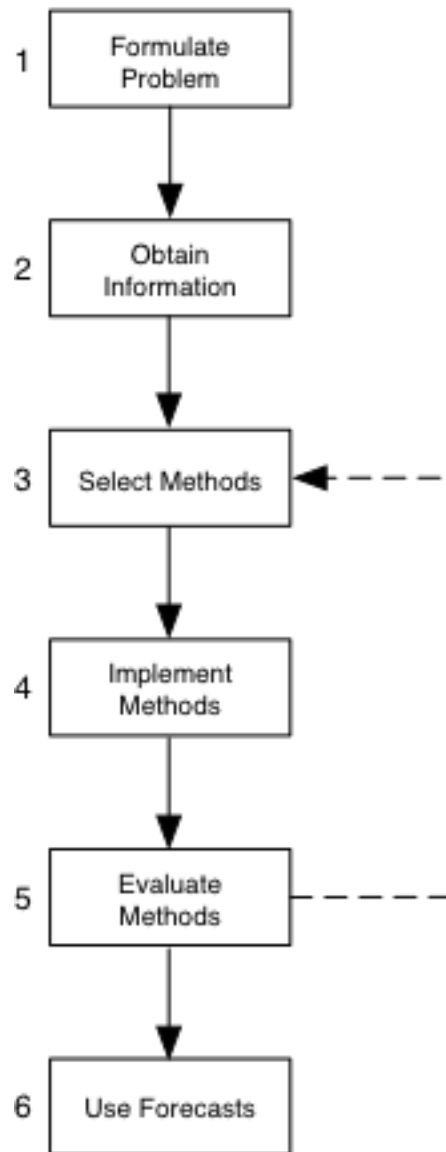 1
Formulate
Problem
2
Obtain
Information
3
Select Methods
4
Implement
Methods
5
Evaluate
Methods
6
Use Forecasts